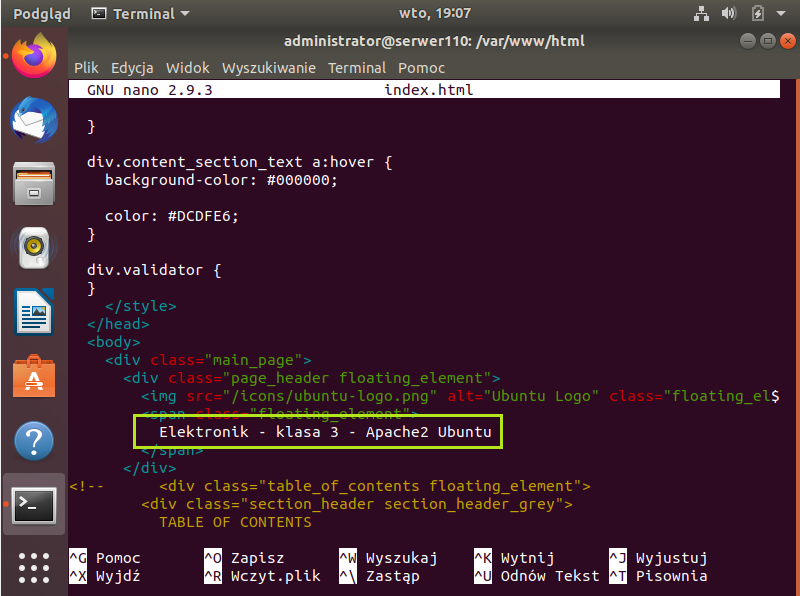 Podgląd Terminal wto, 19:07
administrator@serwer110: /var/www/html
Plik Edycja Widok Wyszukiwanie Terminal Pomoc
GNU nano 2.9.3 index.html
}
div.content_section_text a:hover {
background-color: #000000;
color: #DCDFE6;
}
div.validator {
}
</style>
</head>
<body>
<div class="main_page">
<div class="page_header floating_element">
<img src="/icons/ubuntu-logo.png" alt="Ubuntu Logo" class="floating_el$
<span class="floating_element">
Elektronik - klasa 3 - Apache2 Ubuntu
</span>
</div>
<!-- <div class="table_of_contents floating_element">
<div class="section_header section_header_grey">
TABLE OF CONTENTS
^G Pomoc ^O Zapisz ^W Wyszukaj ^K Wytnij ^J Wyjustuj
^X Wyjdź ^R Wczyt.plik ^\ Zastąp ^U Odnów Tekst ^T Pisownia